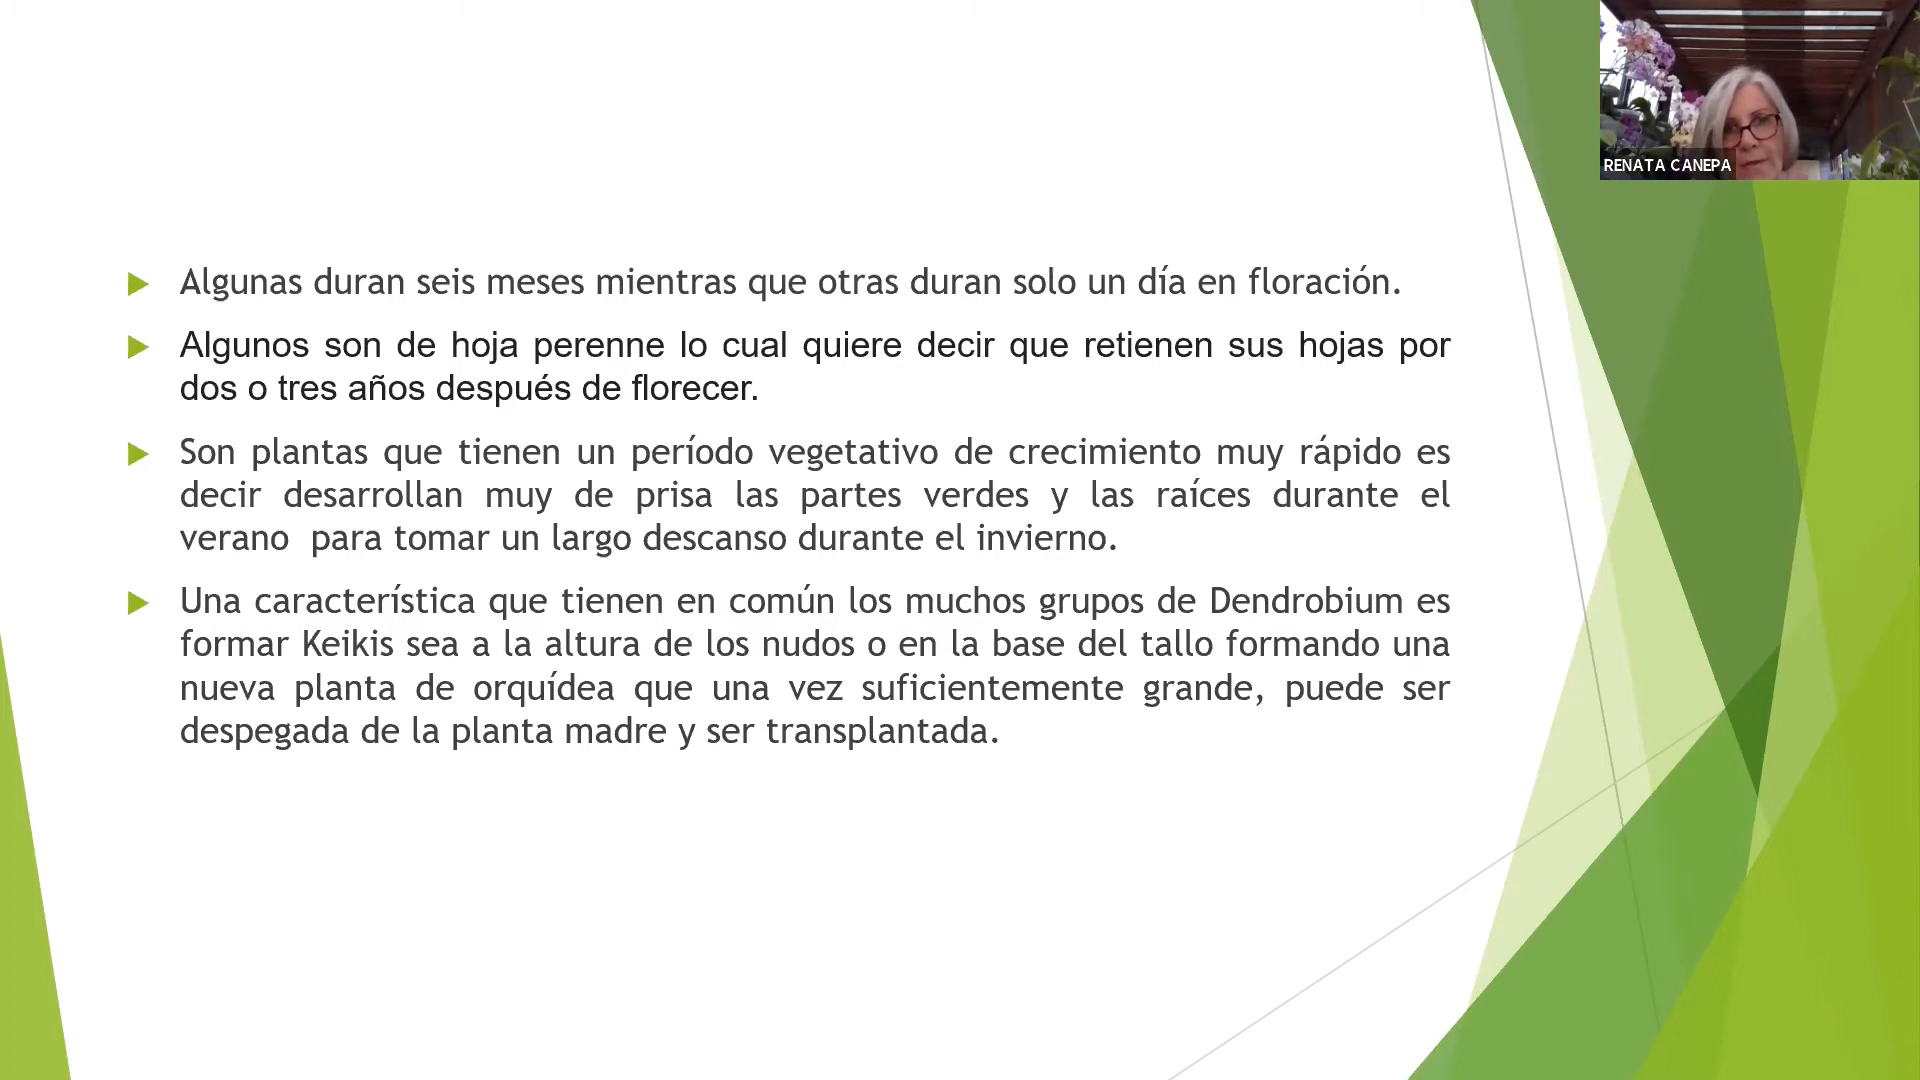 RENATA CANEPA
Algunas duran seis meses mientras que otras duran solo un día en floración.
Algunos son de hoja perenne lo cual quiere decir que retienen sus hojas por
dos o tres años después de florecer.
Son plantas que tienen un período vegetativo de crecimiento muy rápido es
decir desarrollan muy de prisa las partes verdes y las raíces durante el
verano  para tomar un largo descanso durante el invierno.
Una característica que tienen en común los muchos grupos de Dendrobium es
formar Keikis sea a la altura de los nudos o en la base del tallo formando una
nueva planta de orquídea que una vez suficientemente grande, puede ser
despegada de la planta madre y ser transplantada.